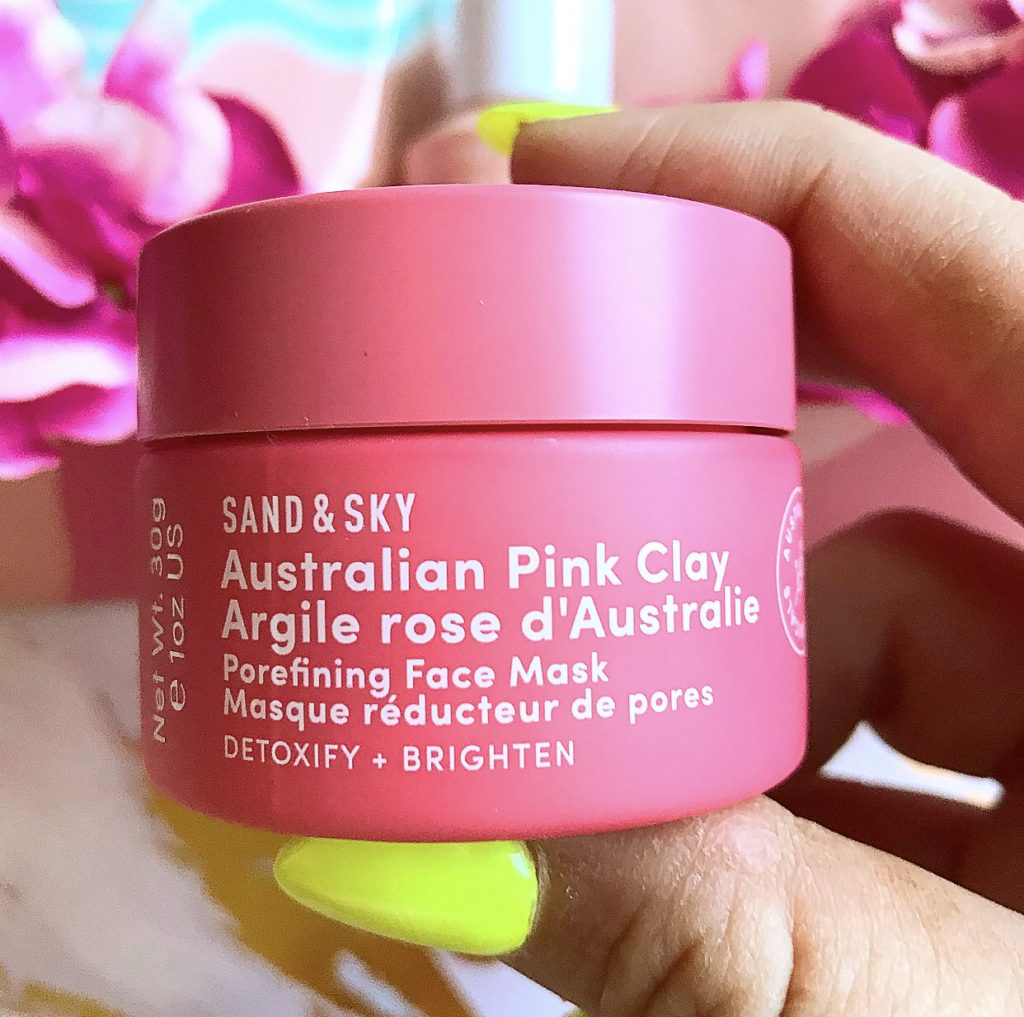 SAND & SKY
Australian Pink Clay
Argile rose d'Australie
Porefining Face Mask
Masque réducteur de pores
DETOXIFY + BRIGHTEN
Net Wt. 30g
e 1oz US